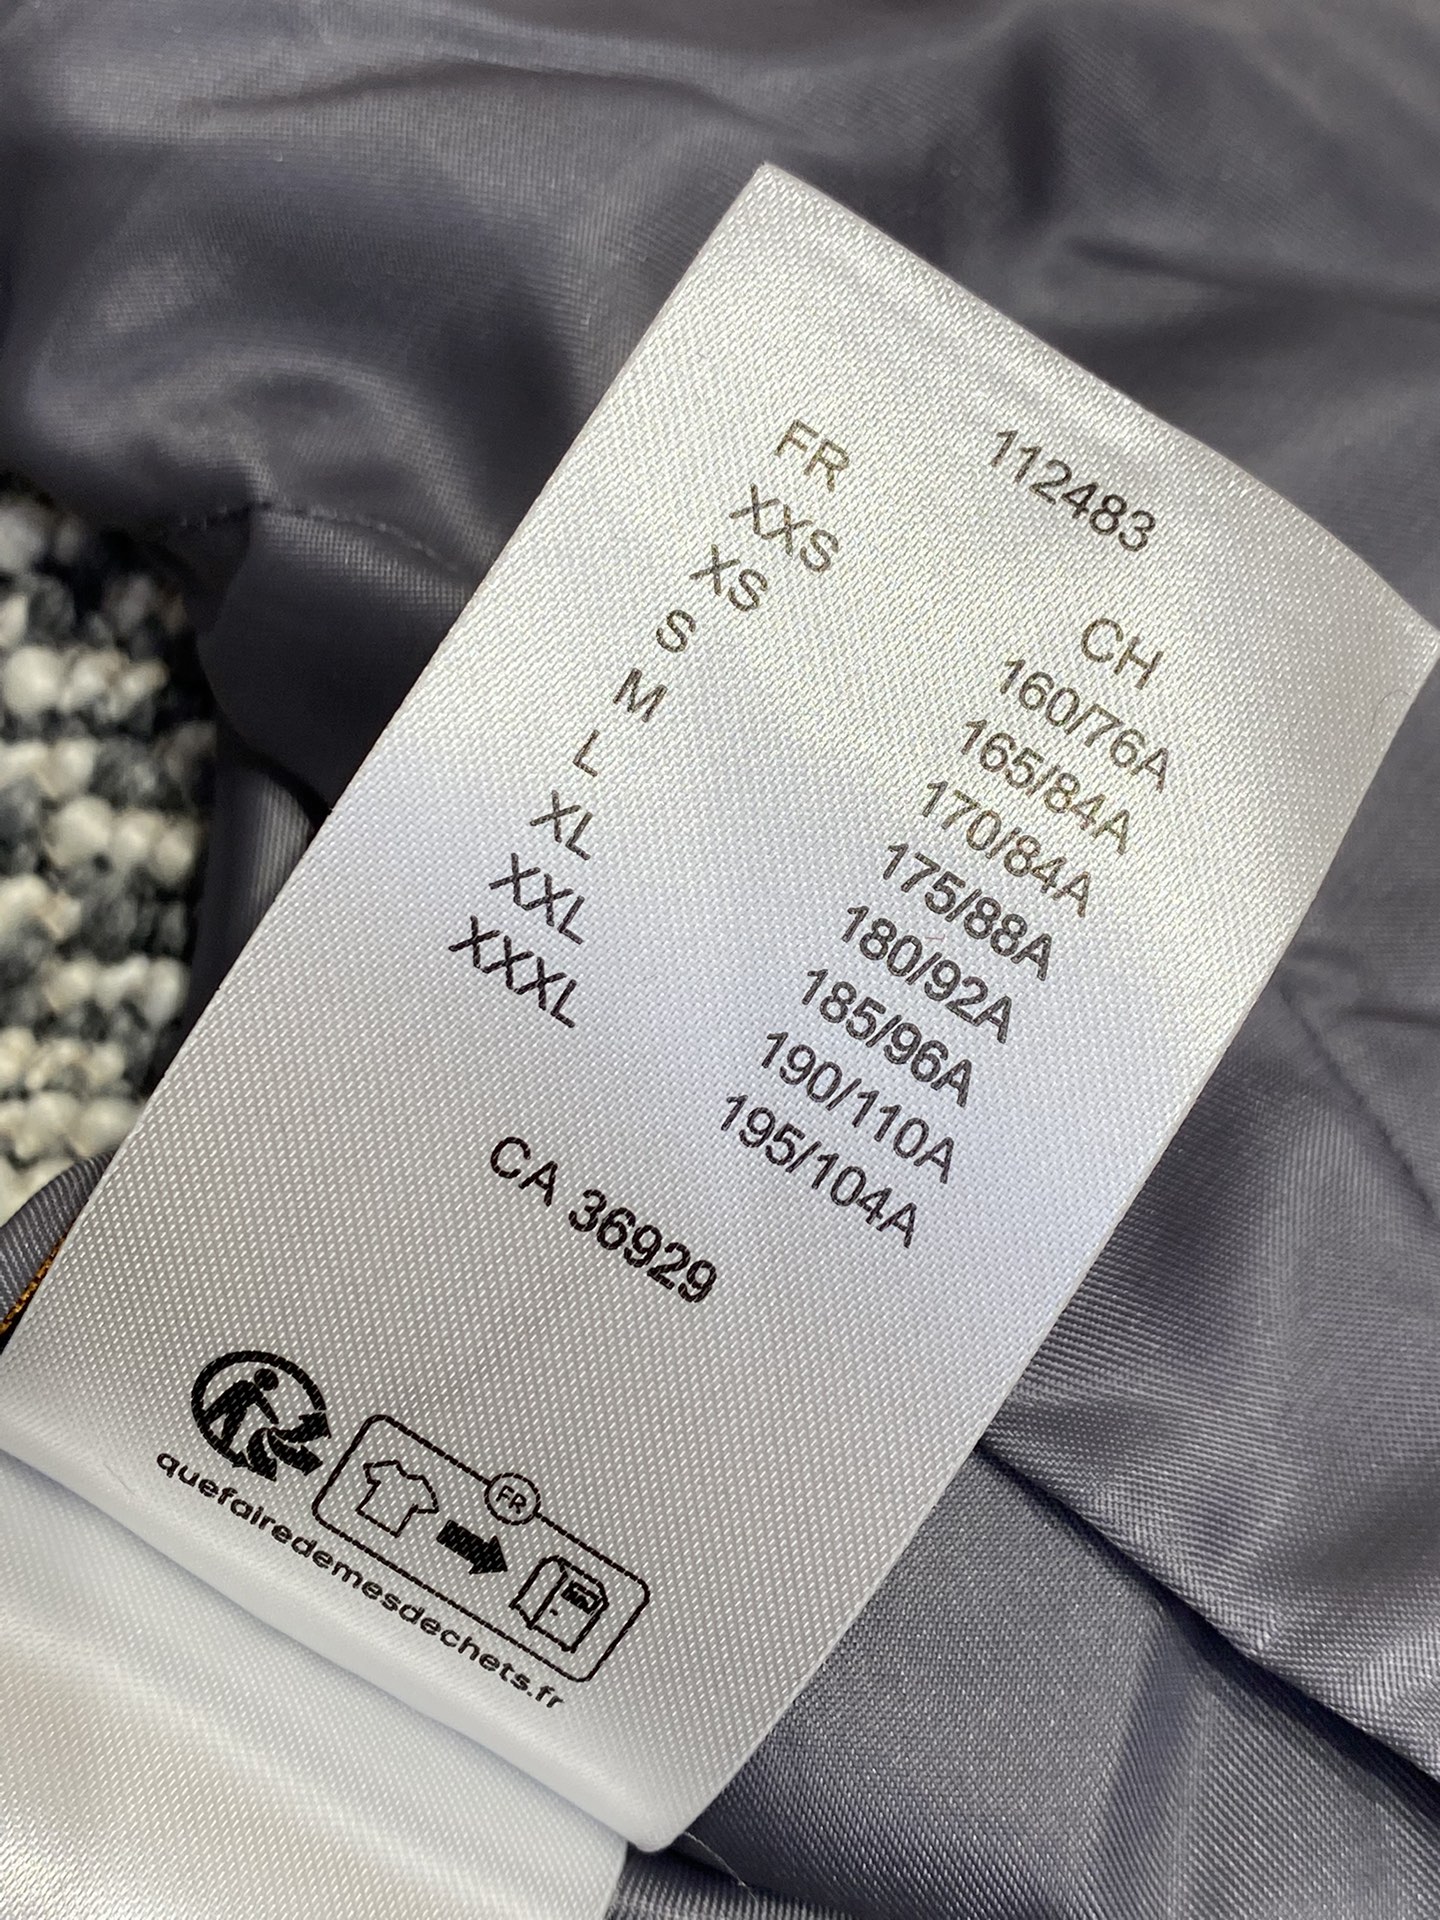 112483
FR CH
XXS 160/76A
XS 165/84A
S 170/84A
M 175/88A
L 180/92A
XL 185/96A
XXL 190/110A
XXXL 195/104A
CA 36929
FR
quefairedemesdechets.fr